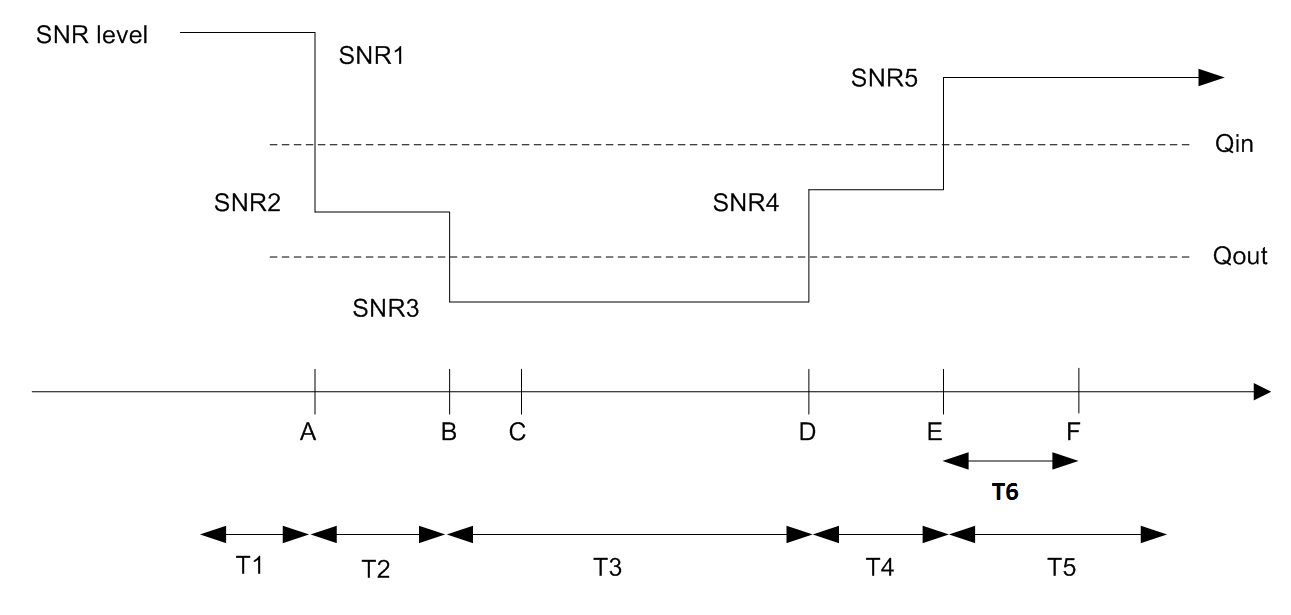 SNR level
SNR1
SNR5
Qin
SNR2
SNR4
Qout
SNR3
A B C D E F
T6
T1 T2 T3 T4 T5